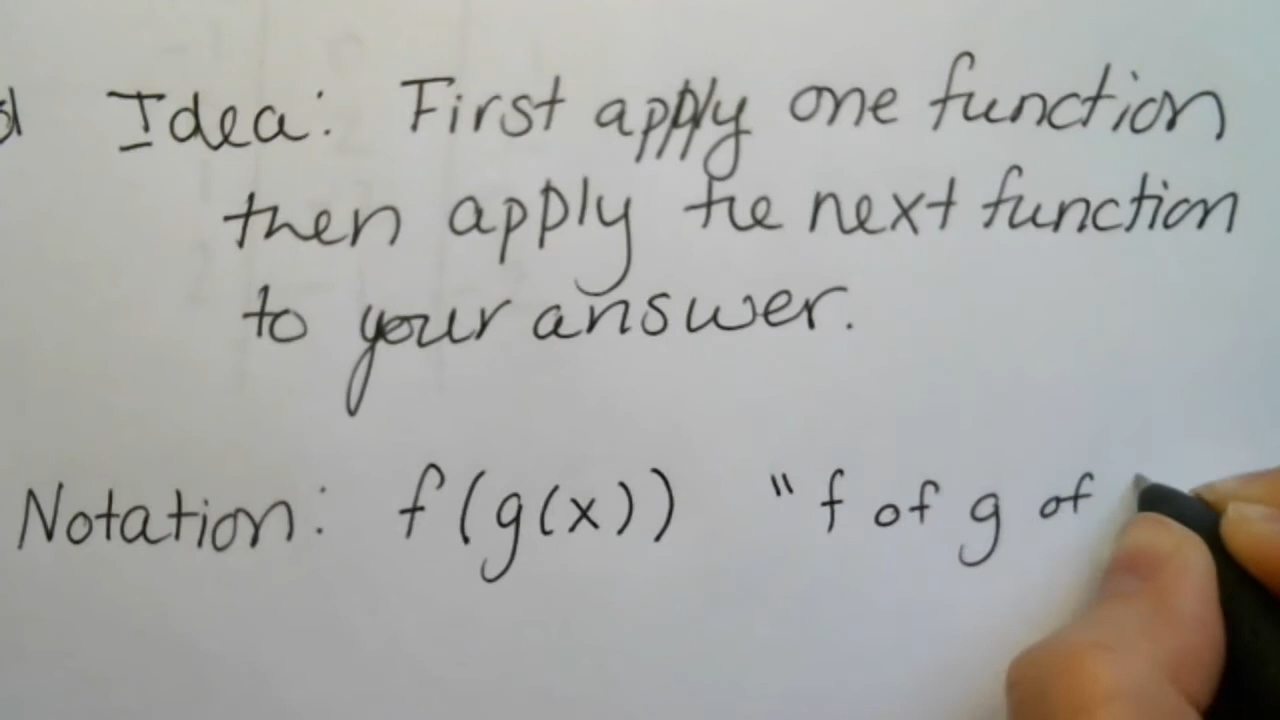 Idea: First apply one function
then apply the next function
to your answer.
Notation: f(g(x)) "f of g of